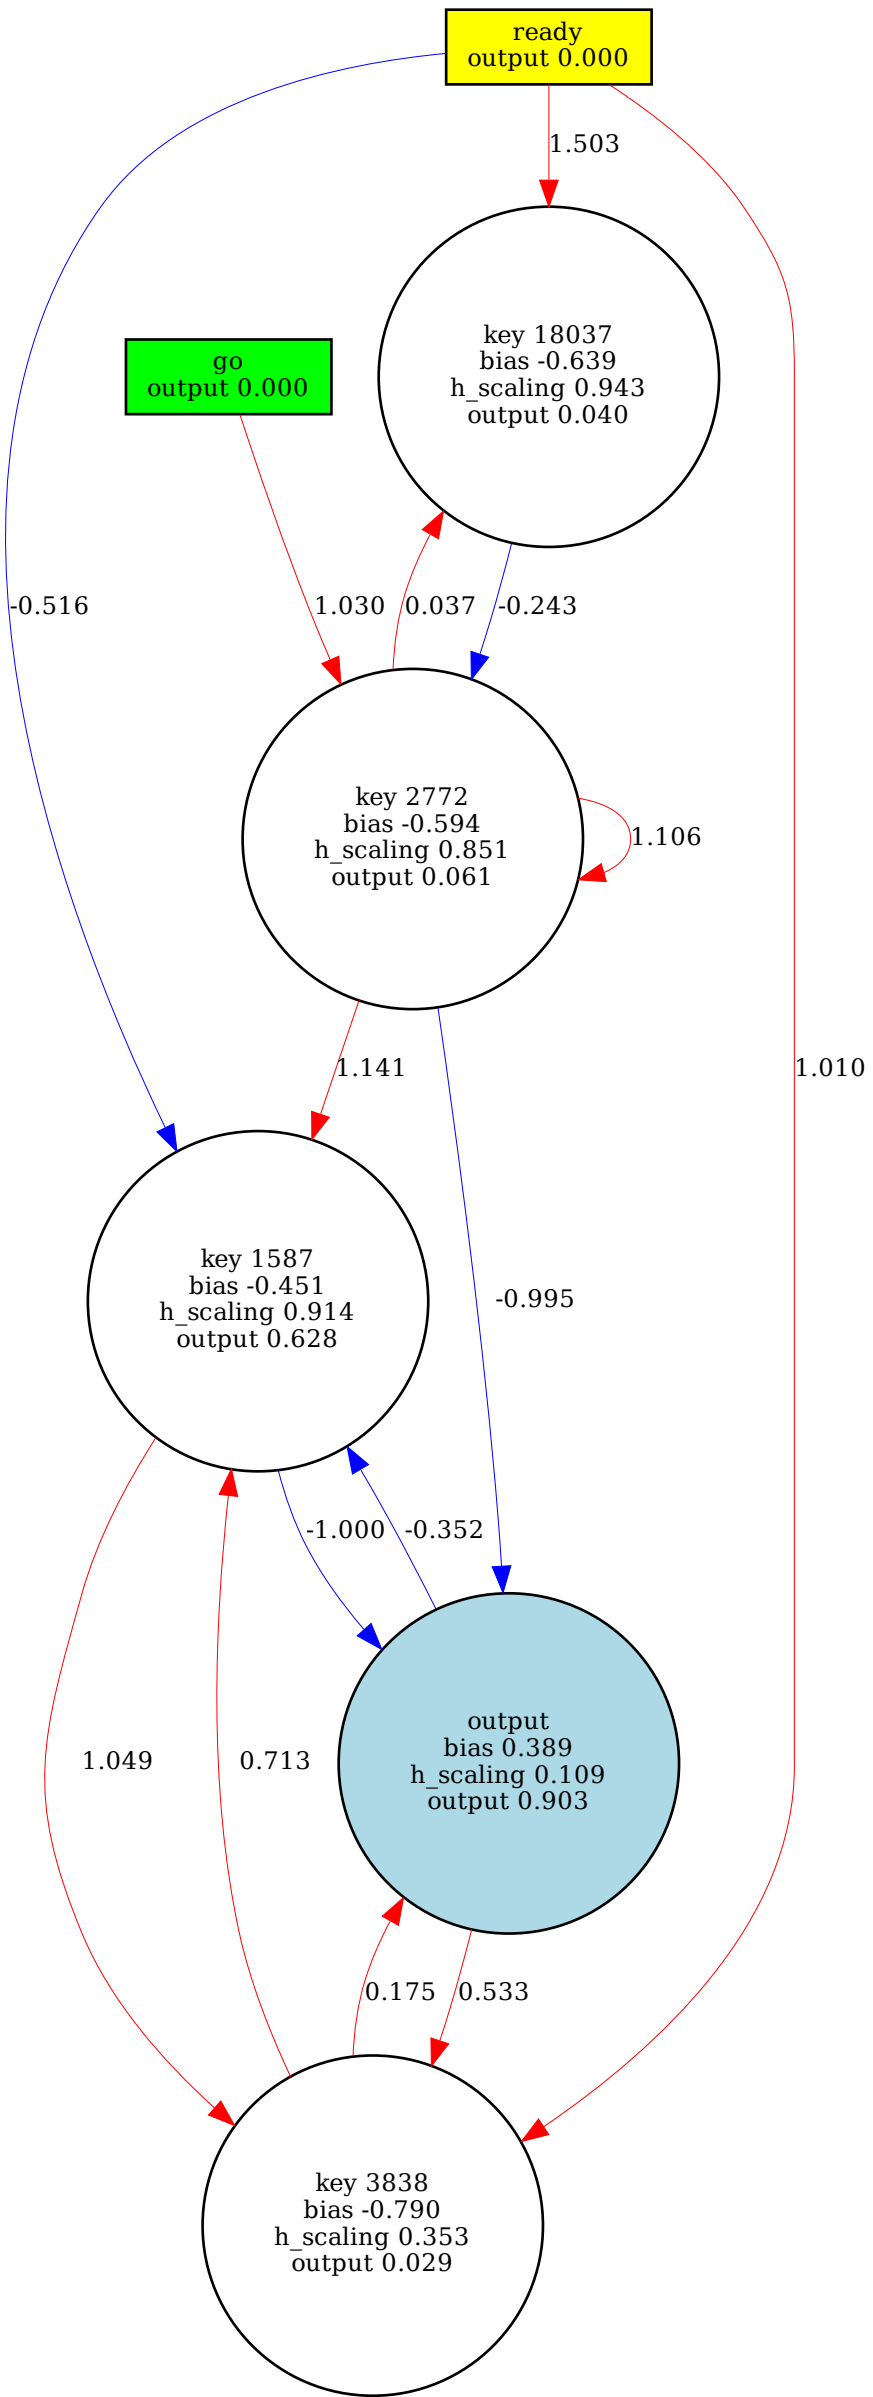 ready
output 0.000
1.503
key 18037
bias -0.639
h_scaling 0.943
output 0.040
go
output 0.000
-0.516
1.030
0.037
-0.243
key 2772
bias -0.594
h_scaling 0.851
output 0.061
1.106
1.141
1.010
key 1587
bias -0.451
h_scaling 0.914
output 0.628
-0.995
-1.000
-0.352
output
bias 0.389
h_scaling 0.109
output 0.903
1.049
0.713
0.175
0.533
key 3838
bias -0.790
h_scaling 0.353
output 0.029